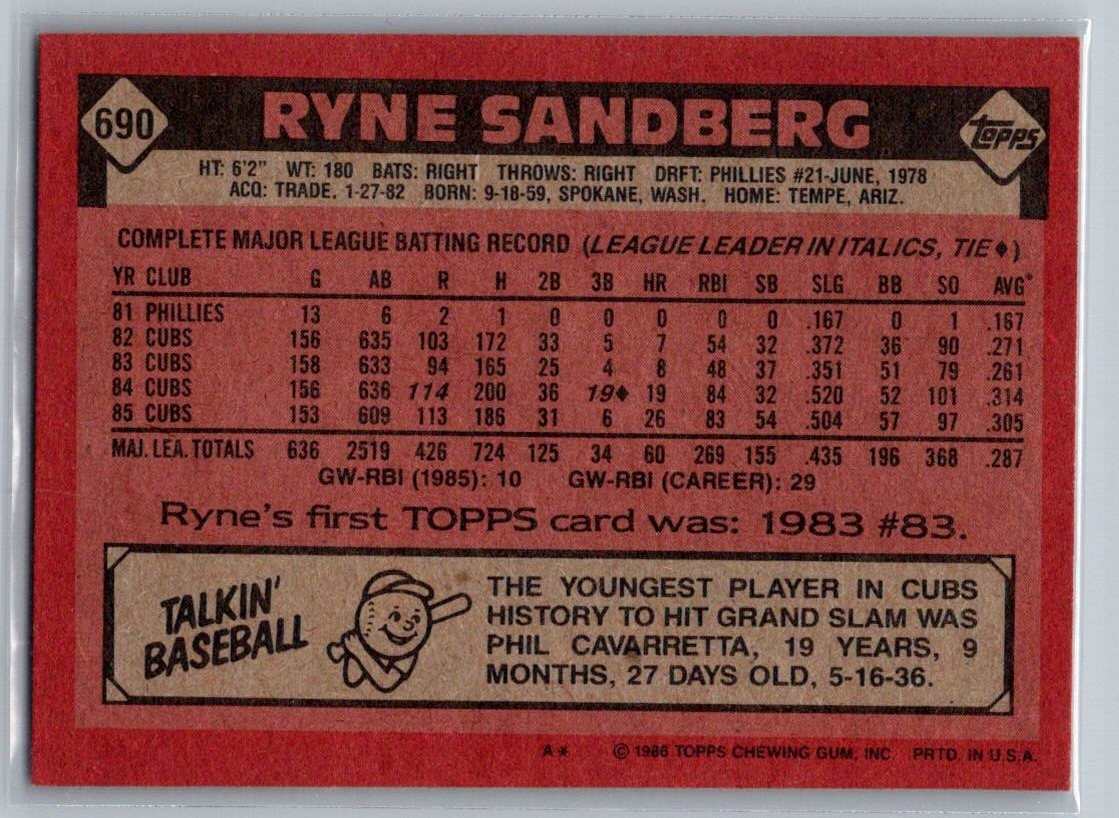 690 RYNE SANDBERG TOPPS
HT: 6'2" WT: 180 BATS: RIGHT THROWS: RIGHT DRFT: PHILLIES #21-JUNE, 1978
ACQ: TRADE, 1-27-82 BORN: 9-18-59, SPOKANE, WASH. HOME: TEMPE, ARIZ.
COMPLETE MAJOR LEAGUE BATTING RECORD (LEAGUE LEADER IN ITALICS, TIE♦)
YR CLUB G AB R H 2B 3B HR RBI SB SLG BB SO AVG*
81 PHILLIES 13 6 2 1 0 0 0 0 0 .167 0 1 .167
82 CUBS 156 635 103 172 33 5 7 54 32 .372 36 90 .271
83 CUBS 158 633 94 165 25 4 8 48 37 .351 51 79 .261
84 CUBS 156 636 114 200 36 19♦ 19 84 32 .520 52 101 .314
85 CUBS 153 609 113 186 31 6 26 83 54 .504 57 97 .305
MAJ. LEA. TOTALS 636 2519 426 724 125 34 60 269 155 .435 196 368 .287
GW-RBI (1985): 10 GW-RBI (CAREER): 29
Ryne's first TOPPS card was: 1983 #83.
TALKIN'
BASEBALL
THE YOUNGEST PLAYER IN CUBS
HISTORY TO HIT GRAND SLAM WAS
PHIL CAVARRETTA, 19 YEARS, 9
MONTHS, 27 DAYS OLD, 5-16-36.
A* © 1986 TOPPS CHEWING GUM, INC. PRTD. IN U.S.A.